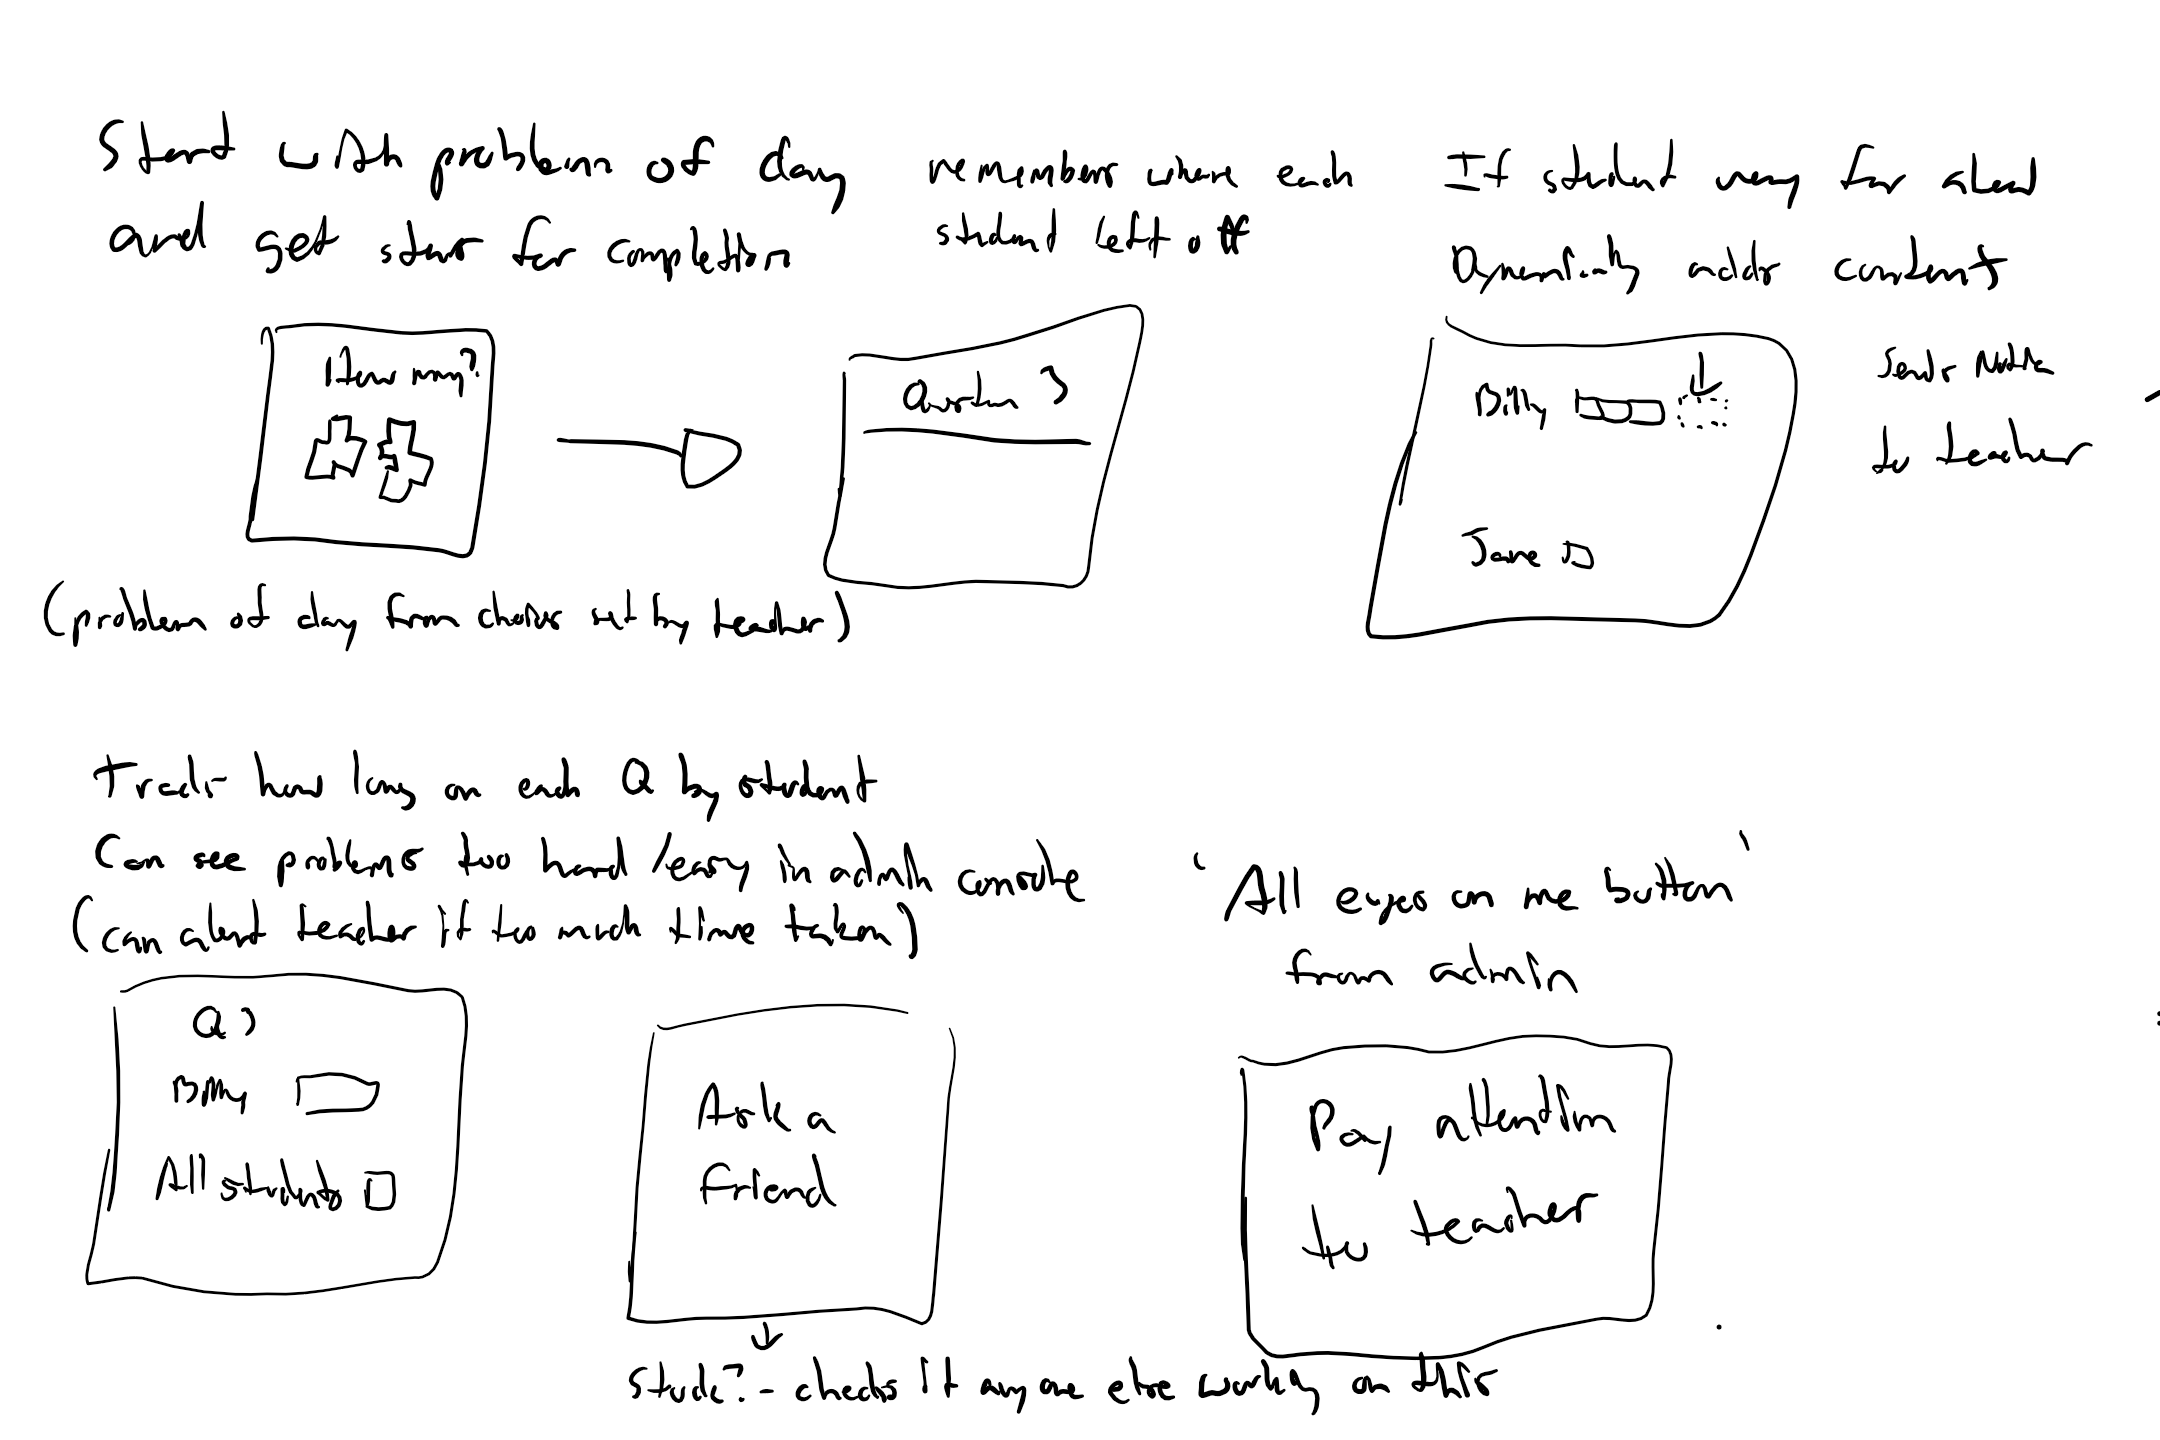 Start with problem of day
and get stars for completion
How many?
(problem of day from choices set by teacher)
remembers where each
student left off
Question 3
If student very far ahead
Dynamically adds content
Billy
Jane
Sends Notice
to teacher
Track how long on each Q by student
Can see problems too hard/easy in admin console
(can alert teacher if too much time taken)
Q3
Billy
All students
Ask a
friend
Stuck? - checks if anyone else working on this
'All eyes on me button'
from admin
Pay attention
to teacher